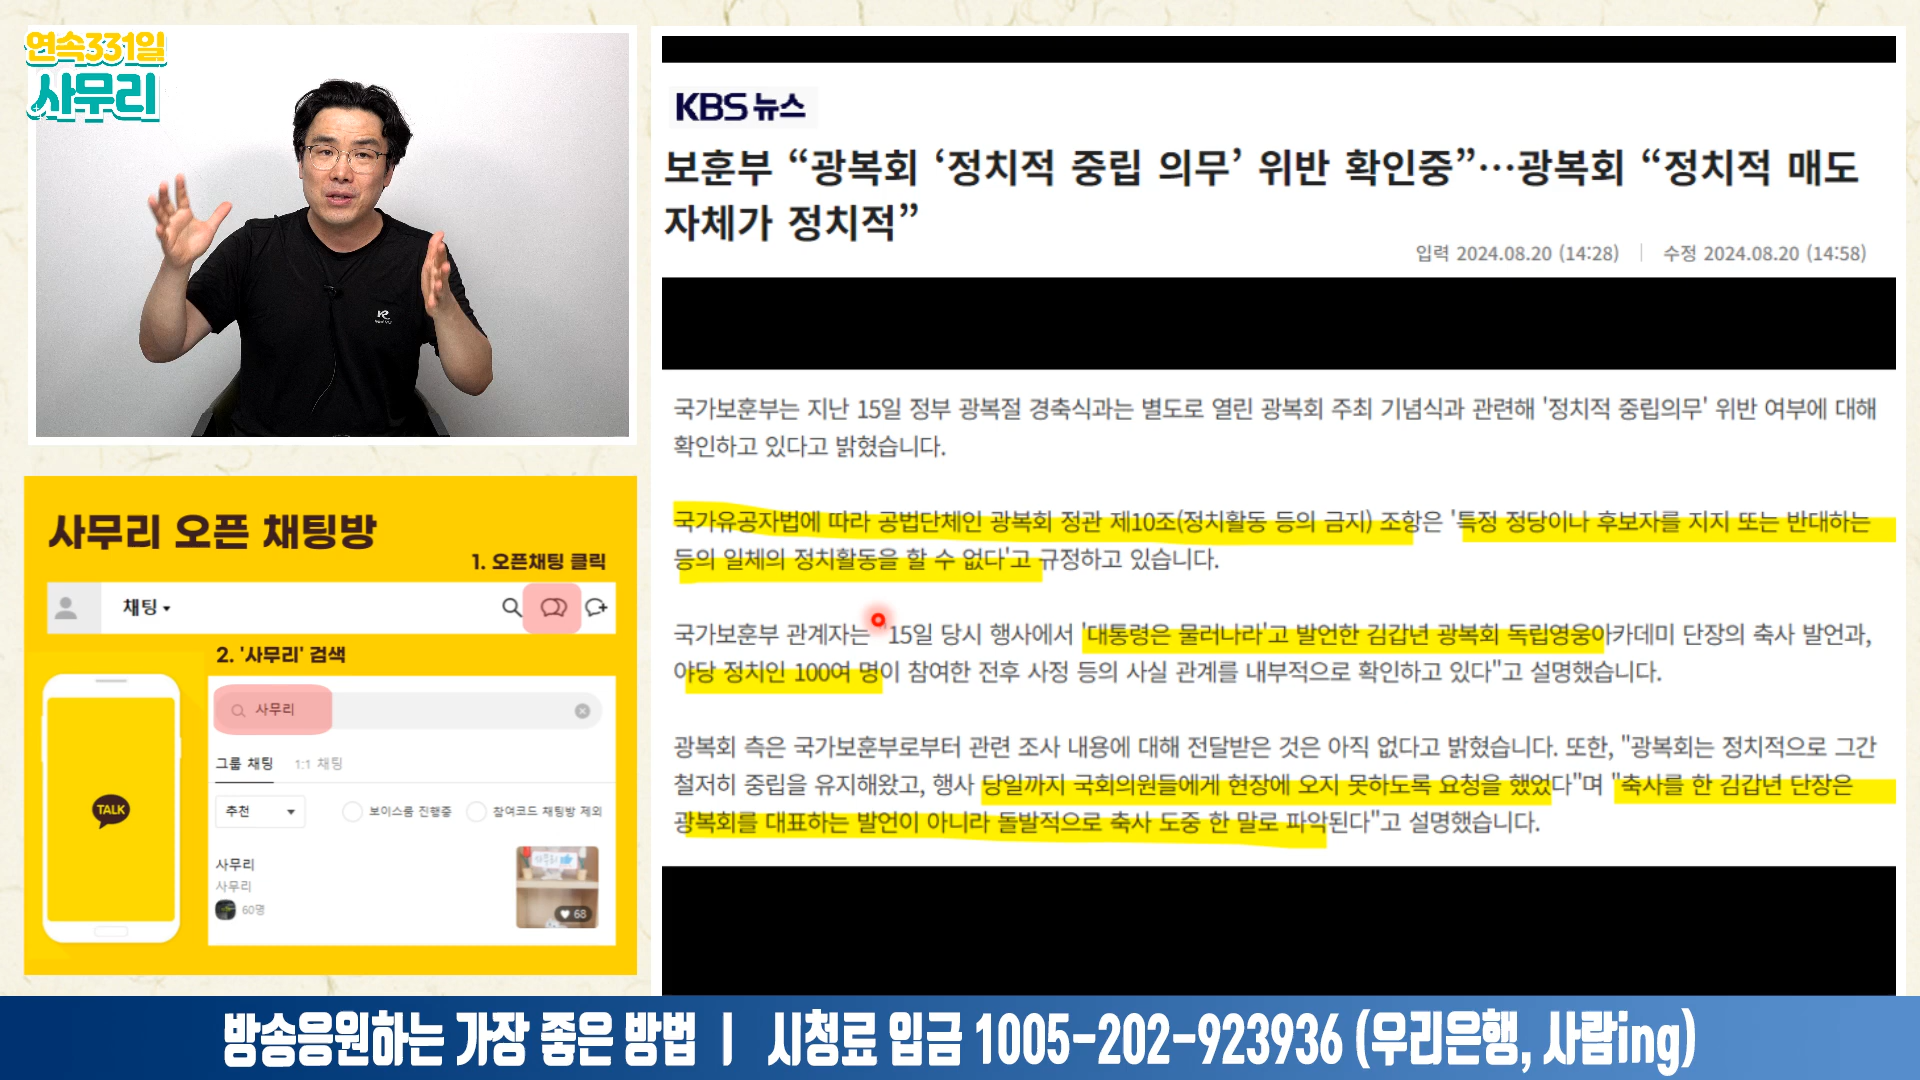 연속331일
사무리
KBS 뉴스
보훈부 “광복회 ‘정치적 중립 의무’ 위반 확인중”…광복회 “정치적 매도
자체가 정치적”
입력 2024.08.20 (14:28) | 수정 2024.08.20 (14:58)
국가보훈부는 지난 15일 정부 광복절 경축식과는 별도로 열린 광복회 주최 기념식과 관련해 '정치적 중립의무' 위반 여부에 대해
확인하고 있다고 밝혔습니다.
국가유공자법에 따라 공법단체인 광복회 정관 제10조(정치활동 등의 금지) 조항은 '특정 정당이나 후보자를 지지 또는 반대하는
등의 일체의 정치활동을 할 수 없다'고 규정하고 있습니다.
국가보훈부 관계자는 "15일 당시 행사에서 '대통령은 물러나라'고 발언한 김갑년 광복회 독립영웅아카데미 단장의 축사 발언과,
야당 정치인 100여 명이 참여한 전후 사정 등의 사실 관계를 내부적으로 확인하고 있다"고 설명했습니다.
광복회 측은 국가보훈부로부터 관련 조사 내용에 대해 전달받은 것은 아직 없다고 밝혔습니다. 또한, "광복회는 정치적으로 그간
철저히 중립을 유지해왔고, 행사 당일까지 국회의원들에게 현장에 오지 못하도록 요청을 했었다"며 "축사를 한 김갑년 단장은
광복회를 대표하는 발언이 아니라 돌발적으로 축사 도중 한 말로 파악된다"고 설명했습니다.
사무리 오픈 채팅방
1. 오픈채팅 클릭
채팅
2. '사무리' 검색
사무리
그룹 채팅 1:1 채팅
추천 보이스룸 진행중 참여코드 채팅방 제외
사무리
사무리
60명
68
TALK
방송응원하는 가장 좋은 방법 | 시청료 입금 1005-202-923936 (우리은행, 사람ing)